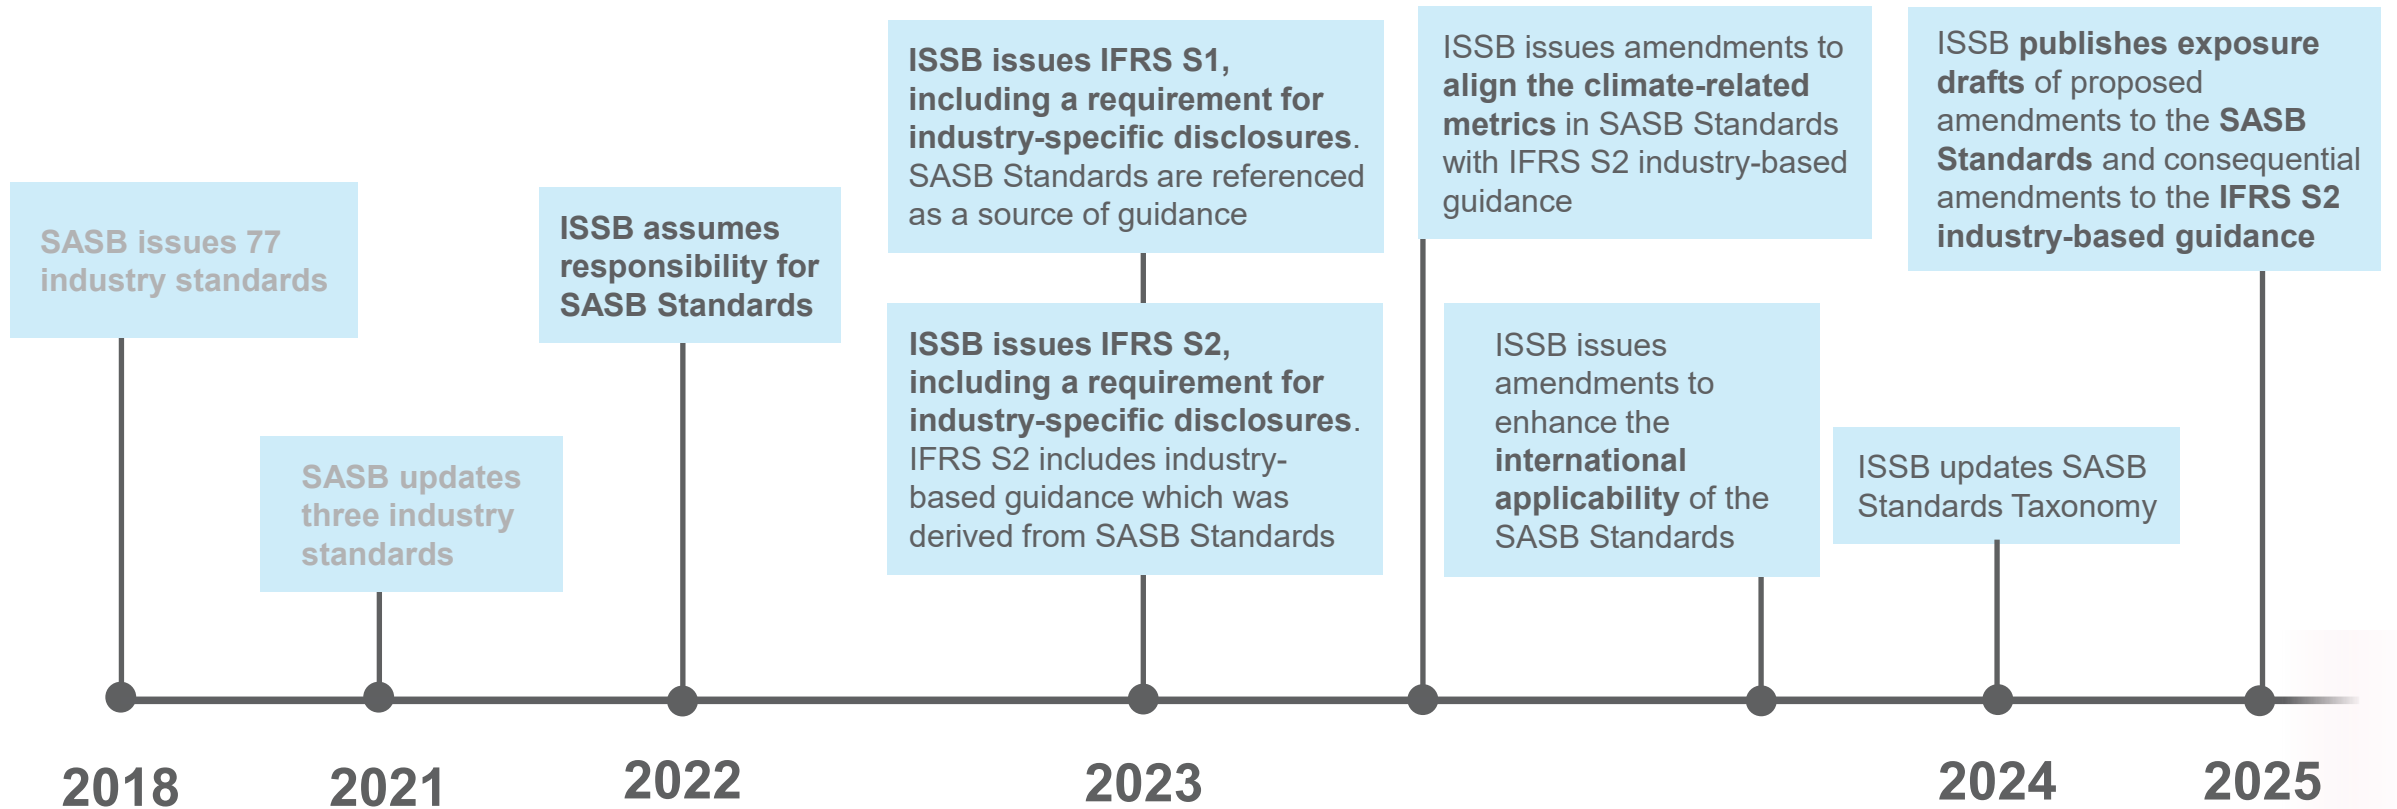 SASB issues 77
industry standards
SASB updates
three industry
standards
ISSB assumes
responsibility for
SASB Standards
ISSB issues IFRS S1,
including a requirement for
industry-specific disclosures.
SASB Standards are referenced
as a source of guidance
ISSB issues IFRS S2,
including a requirement for
industry-specific disclosures.
IFRS S2 includes industry-
based guidance which was
derived from SASB Standards
ISSB issues amendments to
align the climate-related
metrics in SASB Standards
with IFRS S2 industry-based
guidance
ISSB issues
amendments to
enhance the
international
applicability of the
SASB Standards
ISSB updates SASB
Standards Taxonomy
ISSB publishes exposure
drafts of proposed
amendments to the SASB
Standards and consequential
amendments to the IFRS S2
industry-based guidance
2018
2021
2022
2023
2024
2025